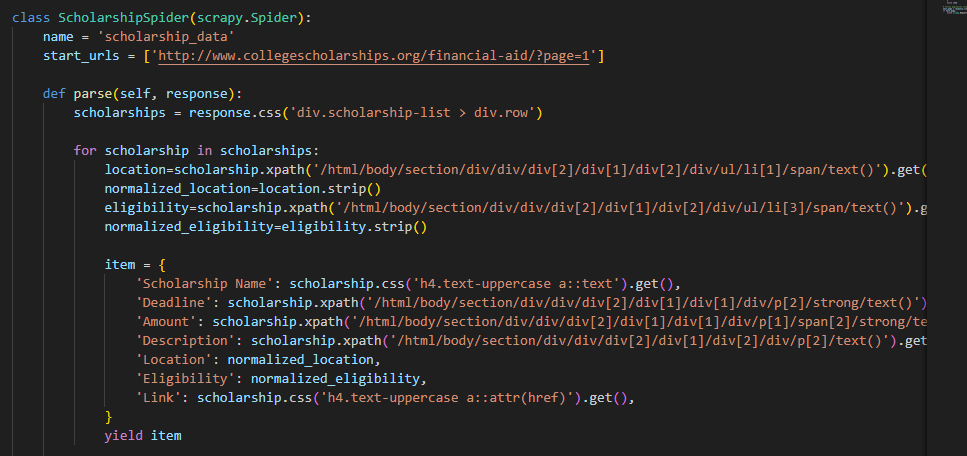 class ScholarshipSpider(scrapy.Spider):
    name = 'scholarship_data'
    start_urls = ['http://www.collegescholarships.org/financial-aid/?page=1']

    def parse(self, response):
        scholarships = response.css('div.scholarship-list > div.row')

        for scholarship in scholarships:
            location=scholarship.xpath('/html/body/section/div/div/div[2]/div[1]/div[2]/div/ul/li[1]/span/text()').get(
            normalized_location=location.strip()
            eligibility=scholarship.xpath('/html/body/section/div/div/div[2]/div[1]/div[2]/div/ul/li[3]/span/text()').g
            normalized_eligibility=eligibility.strip()

            item = {
                'Scholarship Name': scholarship.css('h4.text-uppercase a::text').get(),
                'Deadline': scholarship.xpath('/html/body/section/div/div/div[2]/div[1]/div[1]/div/p[2]/strong/text()')
                'Amount': scholarship.xpath('/html/body/section/div/div/div[2]/div[1]/div[1]/div/p[1]/span[2]/strong/te
                'Description': scholarship.xpath('/html/body/section/div/div/div[2]/div[1]/div[2]/div/p[2]/text()').get
                'Location': normalized_location,
                'Eligibility': normalized_eligibility,
                'Link': scholarship.css('h4.text-uppercase a::attr(href)').get(),
            }
            yield item